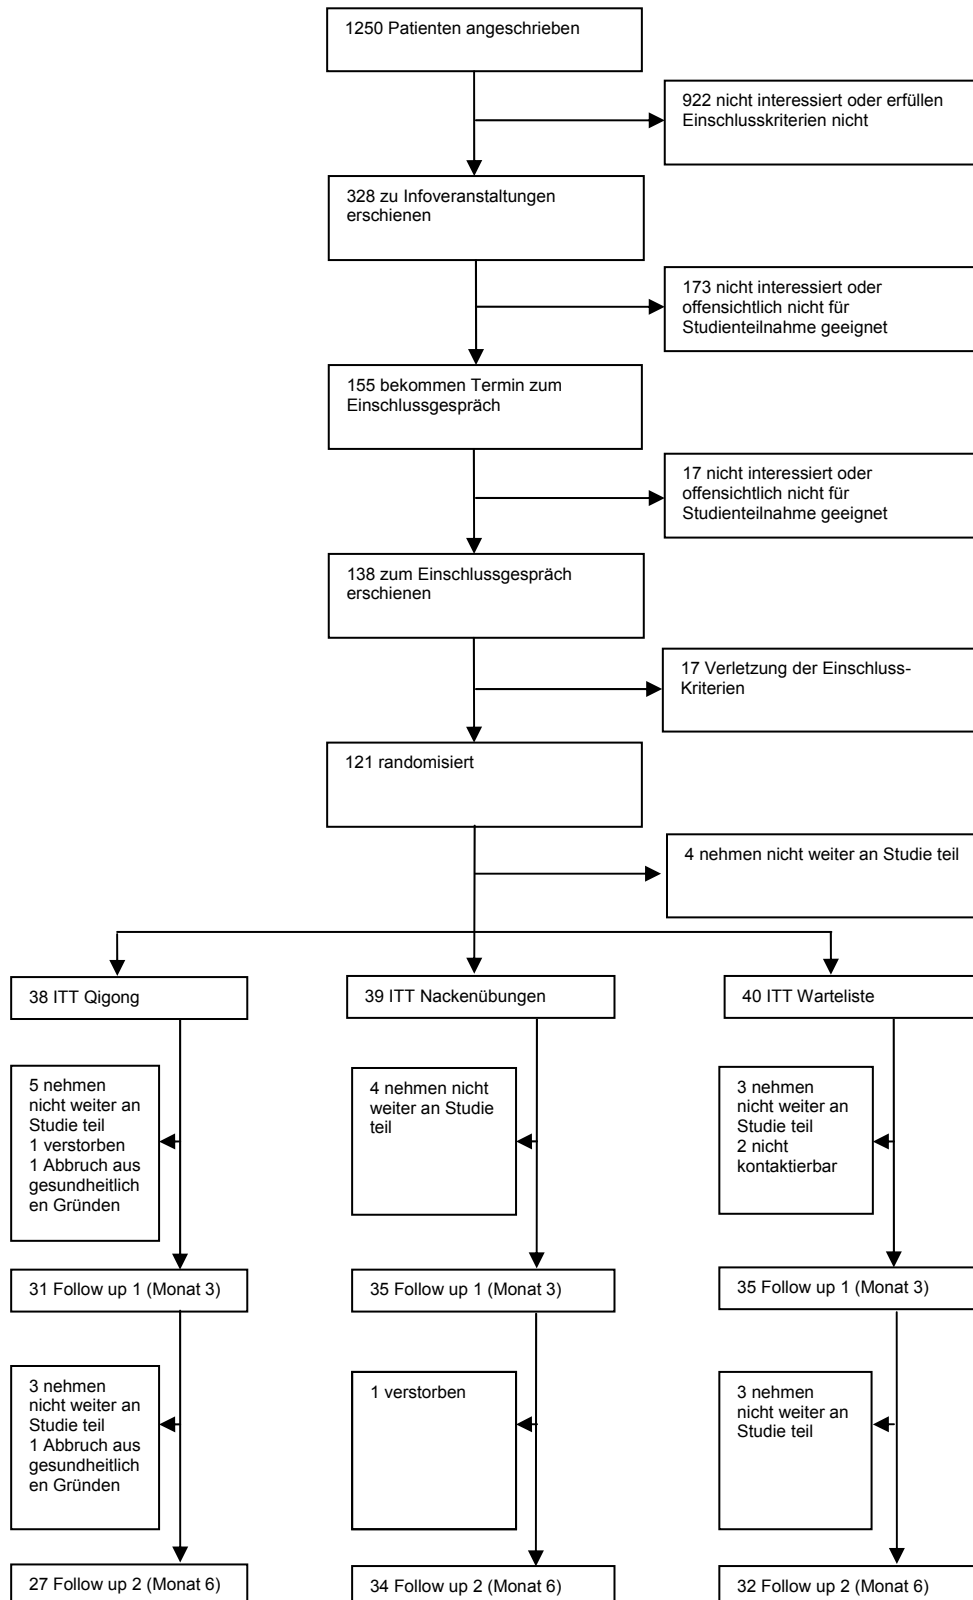 1250 Patienten angeschrieben
922 nicht interessiert oder erfüllen
Einschlusskriterien nicht
328 zu Infoveranstaltungen
erschienen
173 nicht interessiert oder
offensichtlich nicht für
Studienteilnahme geeignet
155 bekommen Termin zum
Einschlussgespräch
17 nicht interessiert oder
offensichtlich nicht für
Studienteilnahme geeignet
138 zum Einschlussgespräch
erschienen
17 Verletzung der Einschluss-
Kriterien
121 randomisiert
4 nehmen nicht weiter an Studie teil
38 ITT Qigong
39 ITT Nackenübungen
40 ITT Warteliste
5 nehmen
nicht weiter an
Studie teil
1 verstorben
1 Abbruch aus
gesundheitlich
en Gründen
4 nehmen nicht
weiter an Studie
teil
3 nehmen
nicht weiter an
Studie teil
2 nicht
kontaktierbar
31 Follow up 1 (Monat 3)
35 Follow up 1 (Monat 3)
35 Follow up 1 (Monat 3)
3 nehmen
nicht weiter an
Studie teil
1 Abbruch aus
gesundheitlich
en Gründen
1 verstorben
3 nehmen
nicht weiter an
Studie teil
27 Follow up 2 (Monat 6)
34 Follow up 2 (Monat 6)
32 Follow up 2 (Monat 6)